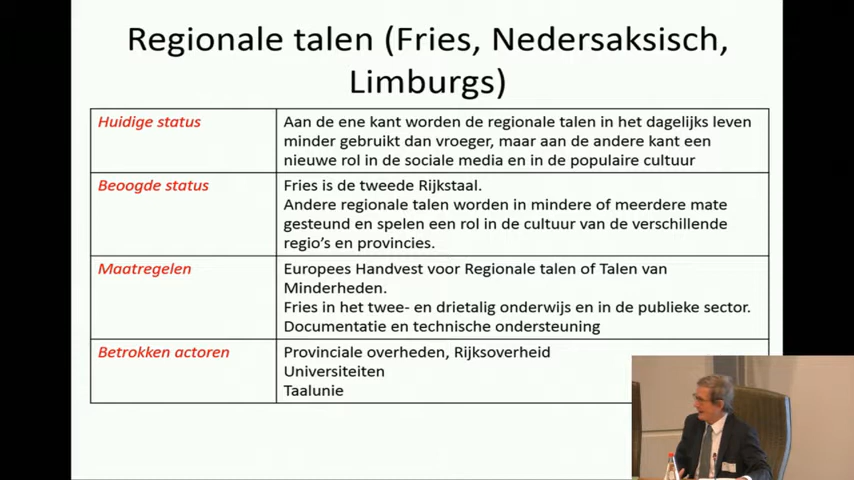 Regionale talen (Fries, Nedersaksisch,
Limburgs)
Huidige status
Aan de ene kant worden de regionale talen in het dagelijks leven
minder gebruikt dan vroeger, maar aan de andere kant een
nieuwe rol in de sociale media en in de populaire cultuur
Beoogde status
Fries is de tweede Rijkstaal.
Andere regionale talen worden in mindere of meerdere mate
gesteund en spelen een rol in de cultuur van de verschillende
regio's en provincies.
Maatregelen
Europees Handvest voor Regionale talen of Talen van
Minderheden.
Fries in het twee- en drietalig onderwijs en in de publieke sector.
Documentatie en technische ondersteuning
Betrokken actoren
Provinciale overheden, Rijksoverheid
Universiteiten
Taalunie